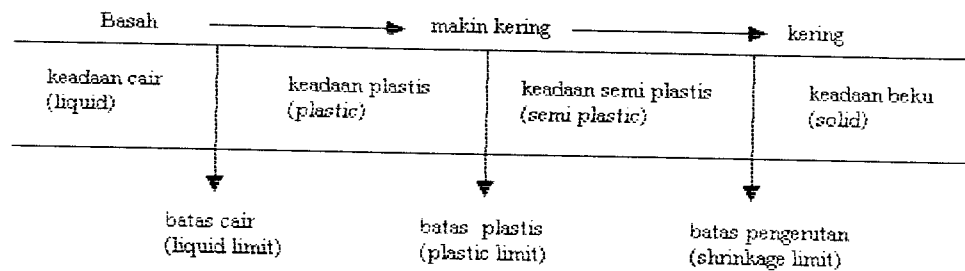 Basah makin kering kering
keadaan cair
(liquid)
keadaan plastis
(plastic)
keadaan semi plastis
(semi plastic)
keadaan beku
(solid)
batas cair
(liquid limit)
batas plastis
(plastic limit)
batas pengerutan
(shrinkage limit)